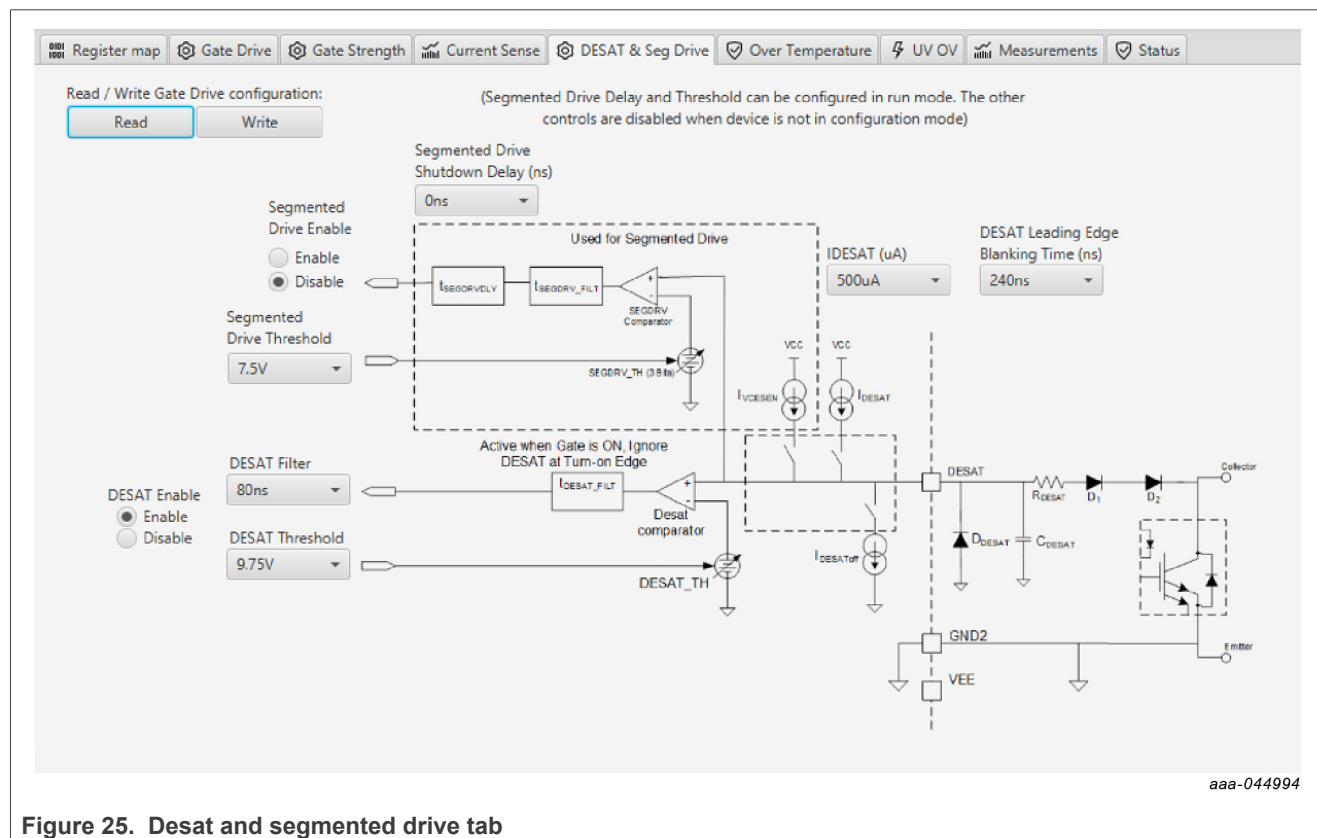 Register map
Gate Drive
Gate Strength
Current Sense
DESAT & Seg Drive
Over Temperature
UV OV
Measurements
Status
Read / Write Gate Drive configuration:
Read
Write
(Segmented Drive Delay and Threshold can be configured in run mode. The other
controls are disabled when device is not in configuration mode)
Segmented Drive
Shutdown Delay (ns)
0ns
Segmented
Drive Enable
Enable
Disable
Used for Segmented Drive
tSEGDRVDLY
tSEGDRV_FILT
+
-
SEGDRV
Comparator
IDESAT (uA)
500uA
DESAT Leading Edge
Blanking Time (ns)
240ns
Segmented
Drive Threshold
7.5V
SEGDRV_TH (3Bits)
VCC
VCC
IVCESEN
IDESAT
Active when Gate is ON, Ignore
DESAT at Turn-on Edge
DESAT Filter
80ns
tDESAT_FILT
+
-
Desat
comparator
DESAT Enable
Enable
Disable
DESAT Threshold
9.75V
DESAT_TH
IDESAToff
DESAT
RDESAT
D1
D2
Collector
DDESAT
CDESAT
GND2
Emitter
VEE
aaa-044994
Figure 25. Desat and segmented drive tab